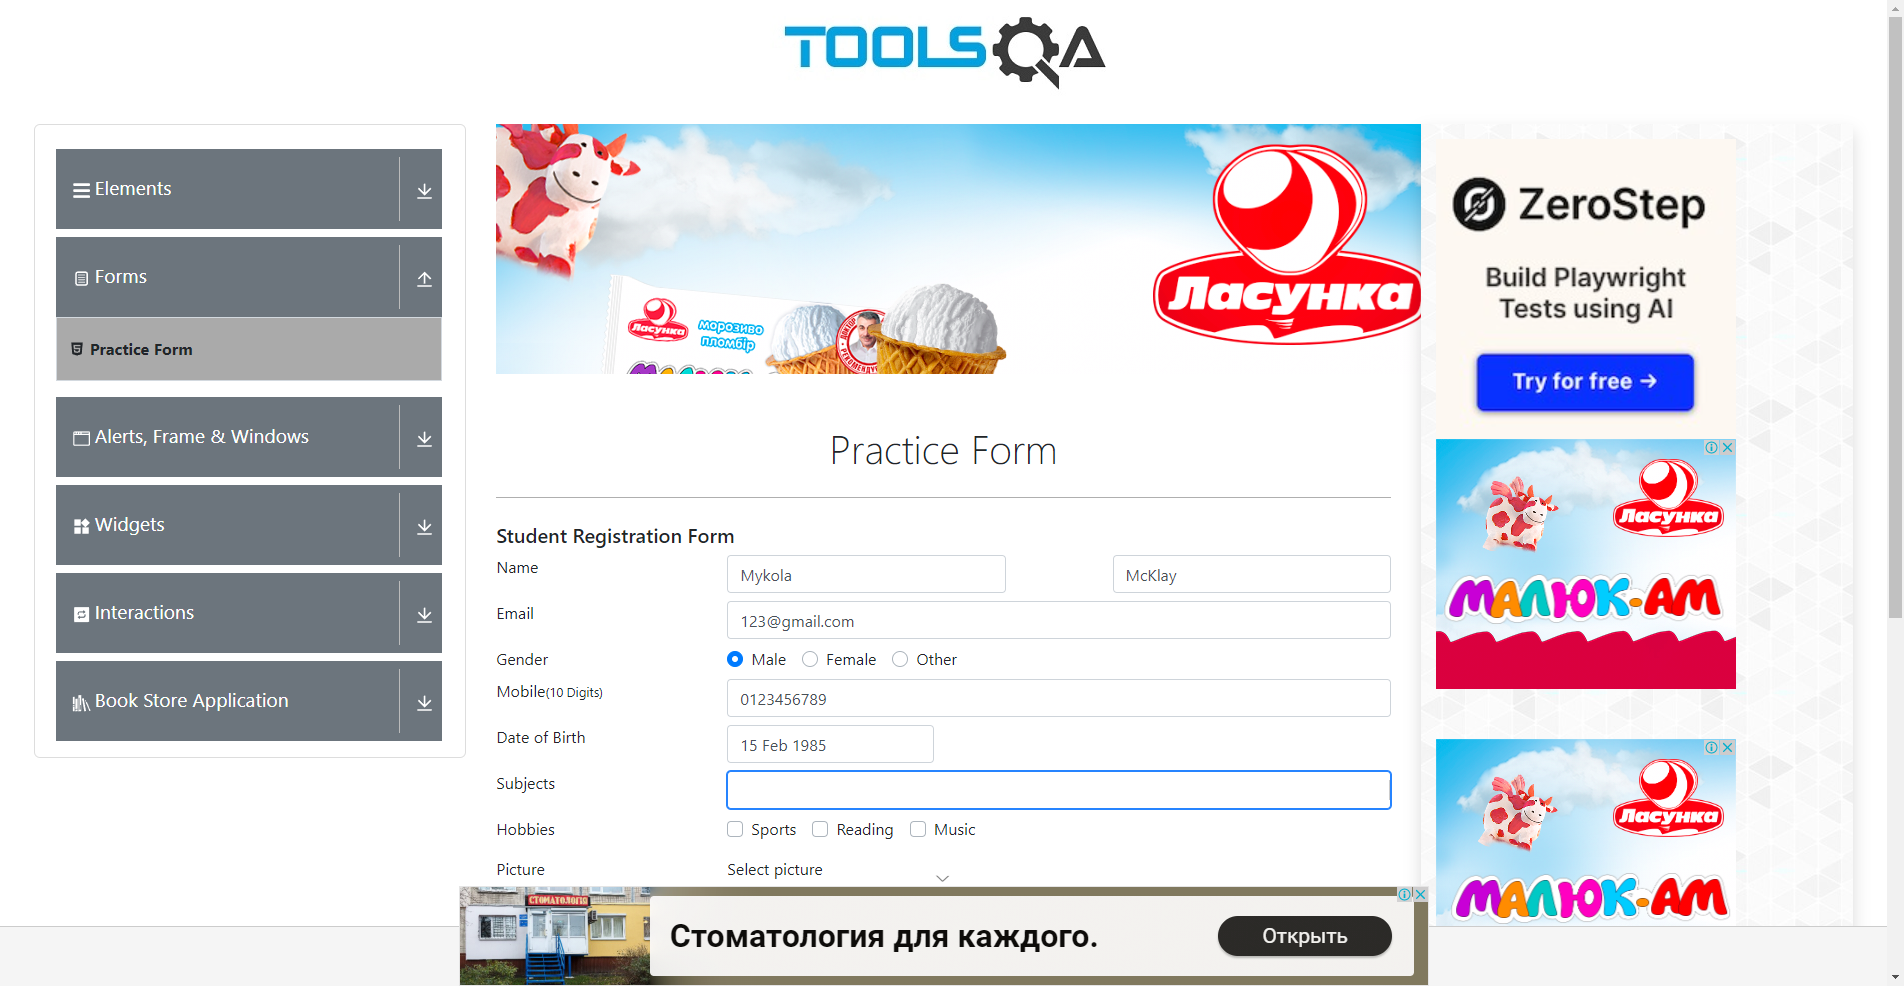 TOOLSQA
Elements
Forms
Practice Form
Alerts, Frame & Windows
Widgets
Interactions
Book Store Application
Ласунка
Ласунка
морозиво
пломбір
Practice Form
Student Registration Form
Name
Mykola
McKlay
Email
123@gmail.com
Gender
Male
Female
Other
Mobile(10 Digits)
0123456789
Date of Birth
15 Feb 1985
Subjects
Hobbies
Sports
Reading
Music
Picture
Select picture
ZeroStep
Build Playwright
Tests using AI
Try for free →
Ласунка
МАЛЮК-АМ
Ласунка
МАЛЮК-АМ
СТОМАТОЛОГІЯ
Стоматология для каждого.
Открыть